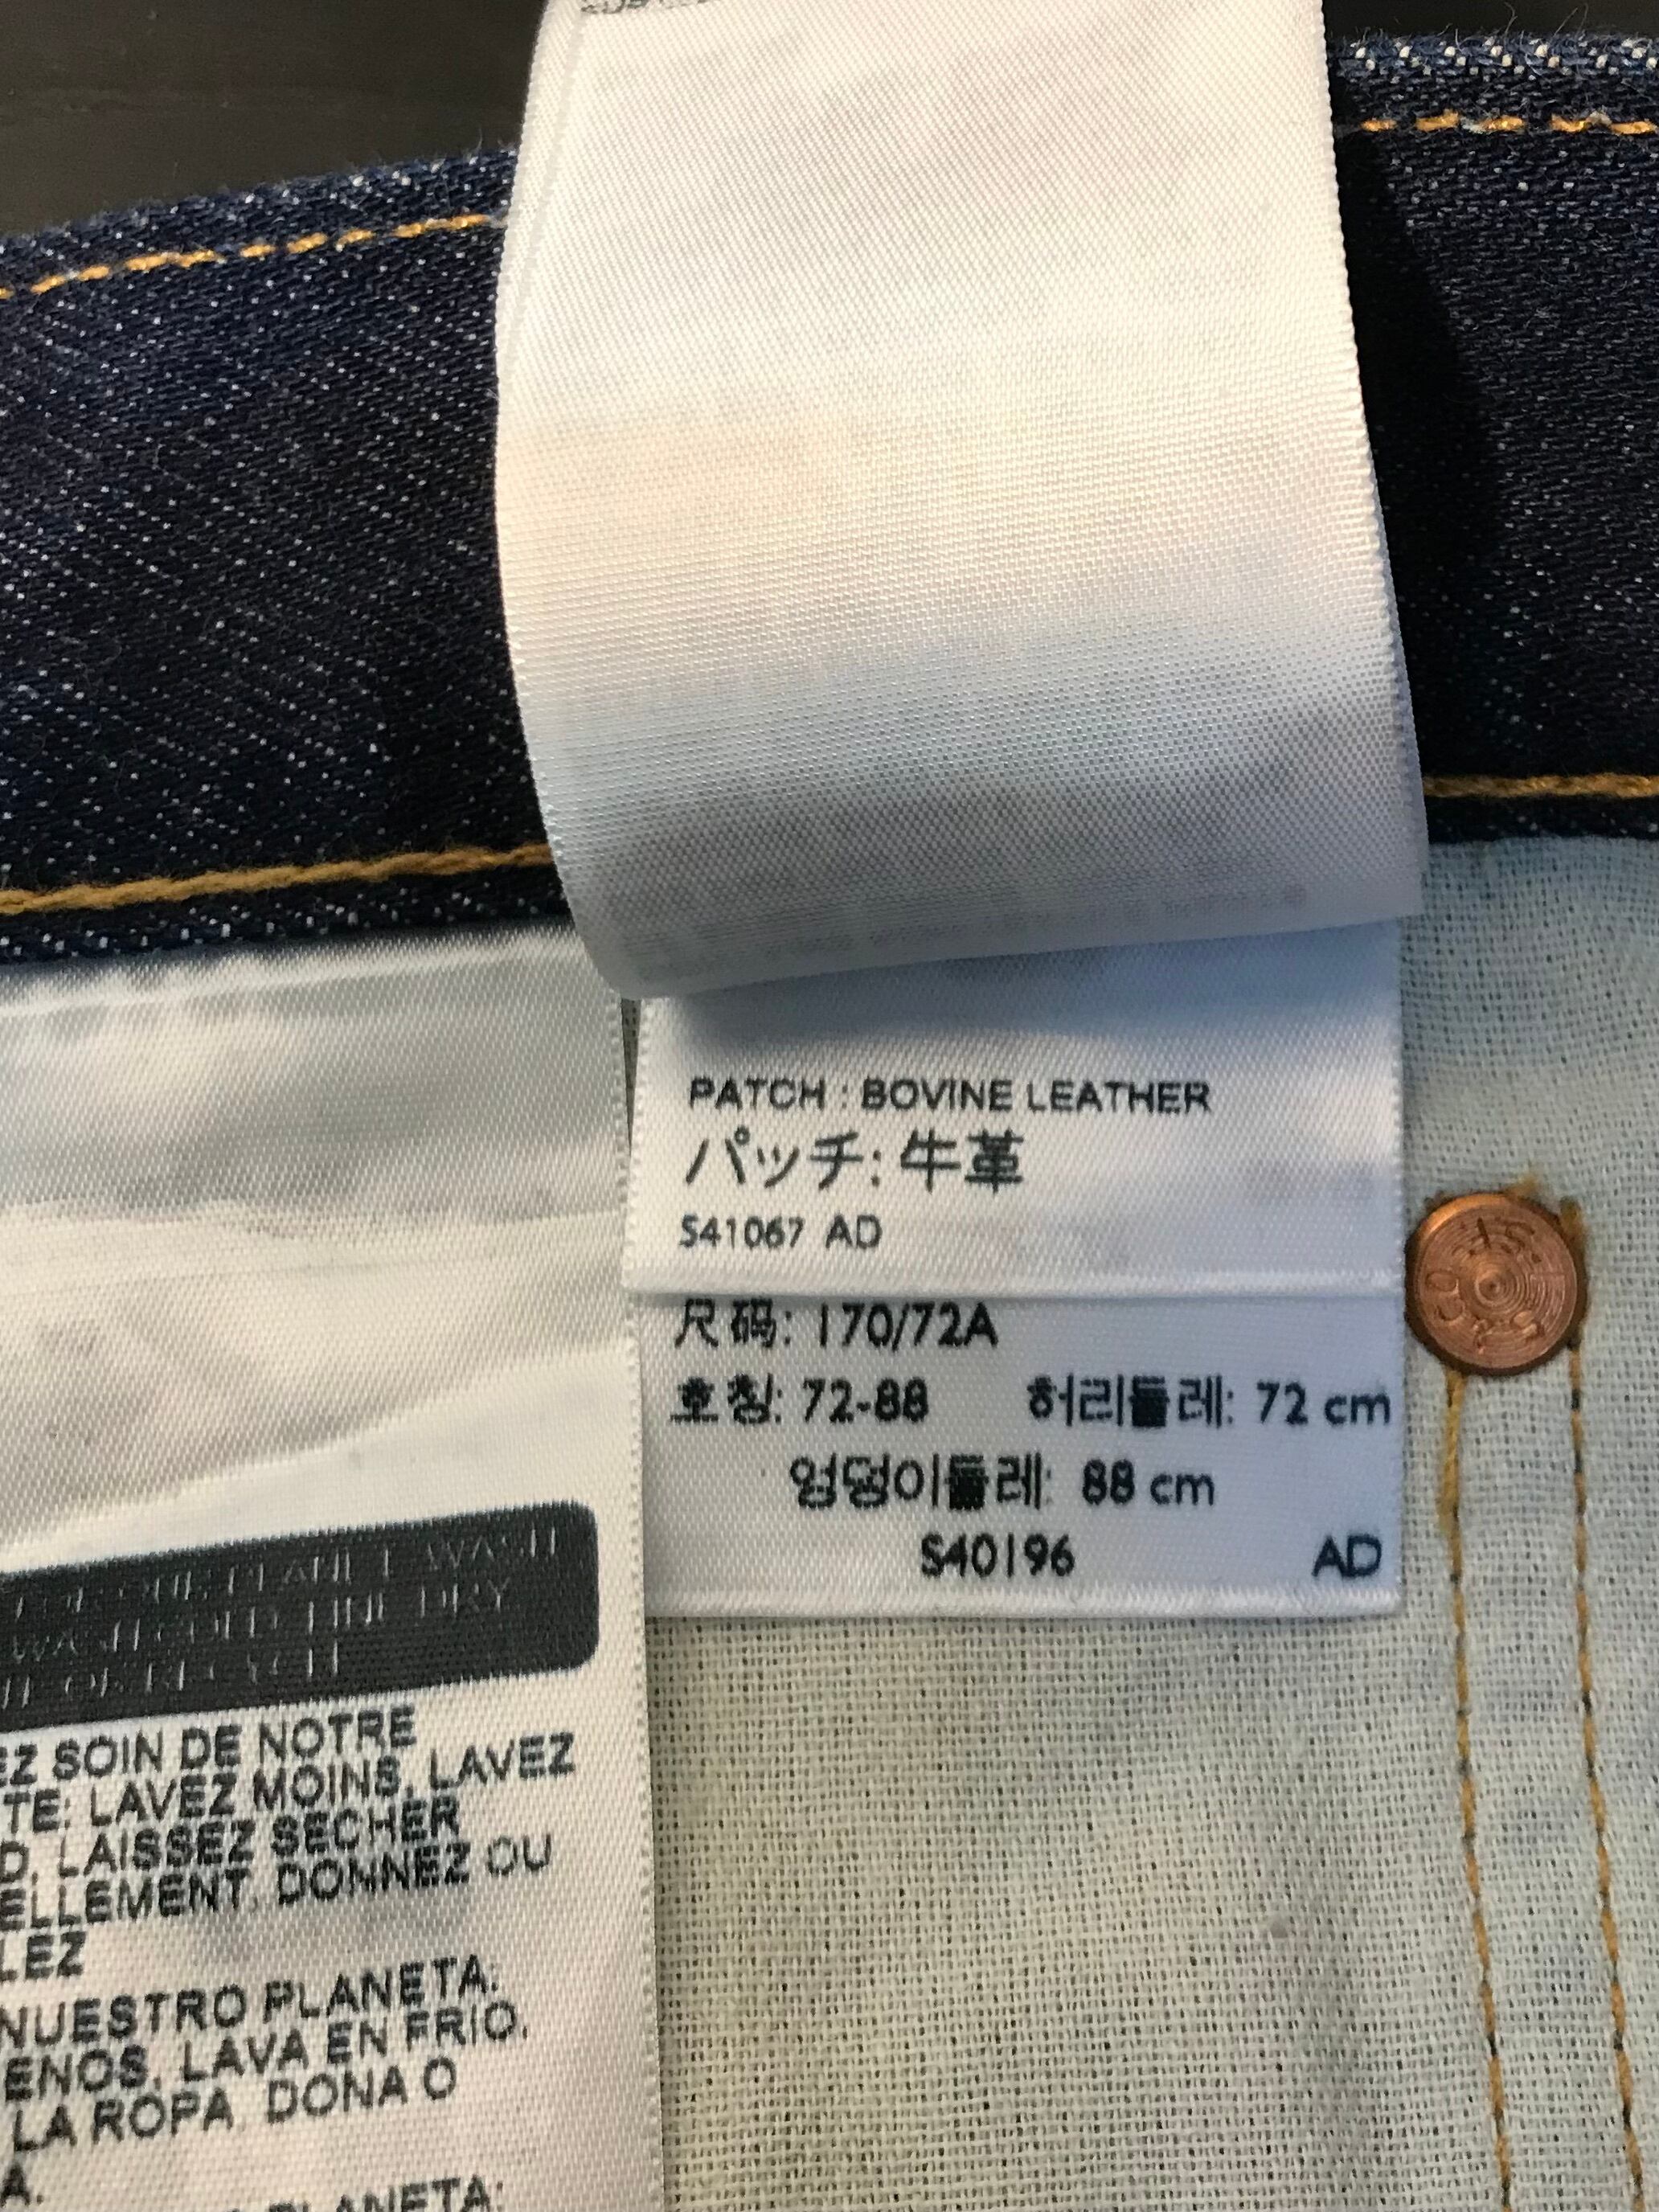 PATCH : BOVINE LEATHER
パッチ: 牛革
S41067 AD
尺码: 170/72A
호칭: 72-88 허리둘레: 72 cm
엉덩이둘레: 88 cm
S40196 AD
EZ SOIN DE NOTRE
TE: LAVEZ MOINS, LAVEZ
D, LAISSEZ SECHER
ELLEMENT, DONNEZ OU
LEZ
NUESTRO PLANETA:
ENOS, LAVA EN FRIO,
LA ROPA, DONA O
A.
PLANETA: